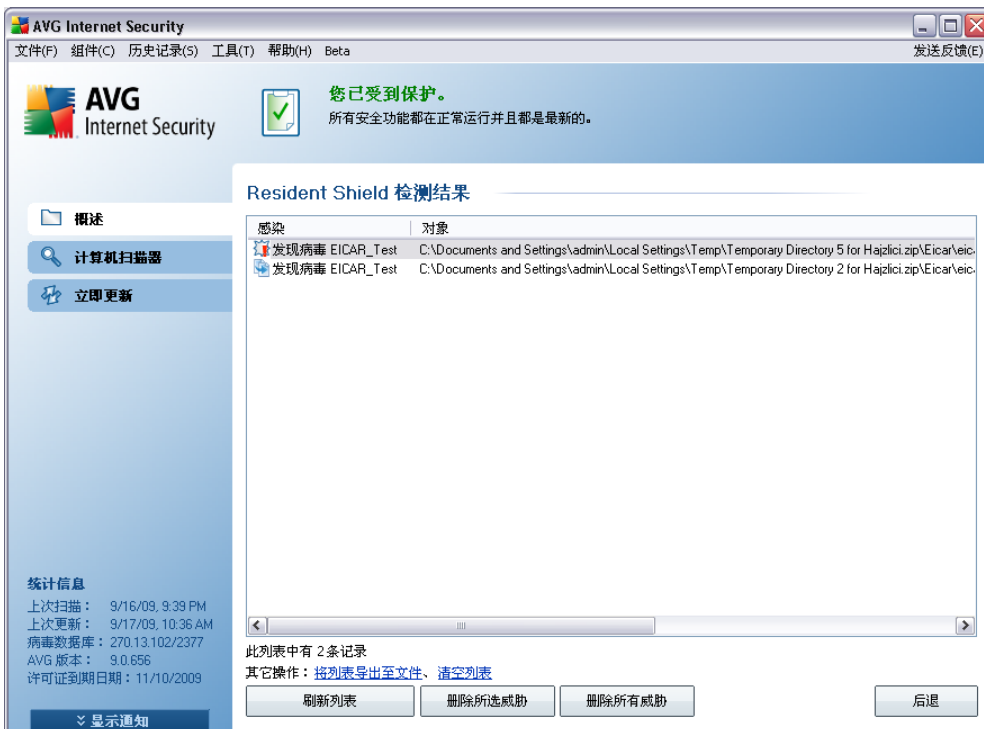 AVG Internet Security
文件(F) 组件(C) 历史记录(S) 工具(T) 帮助(H) Beta 发送反馈(E)
AVG
Internet Security
您已受到保护。
所有安全功能都在正常运行并且都是最新的。
概述
计算机扫描器
立即更新
Resident Shield 检测结果
感染 对象
发现病毒 EICAR_Test C:\Documents and Settings\admin\Local Settings\Temp\Temporary Directory 5 for Hajzlici.zip\Eicar\eic
发现病毒 EICAR_Test C:\Documents and Settings\admin\Local Settings\Temp\Temporary Directory 2 for Hajzlici.zip\Eicar\eic
统计信息
上次扫描： 9/16/09, 9:39 PM
上次更新： 9/17/09, 10:36 AM
病毒数据库：270.13.102/2377
AVG 版本： 9.0.656
许可证到期日期：11/10/2009
显示通知
此列表中有 2 条记录
其它操作：将列表导出至文件、清空列表
刷新列表 删除所选威胁 删除所有威胁 后退